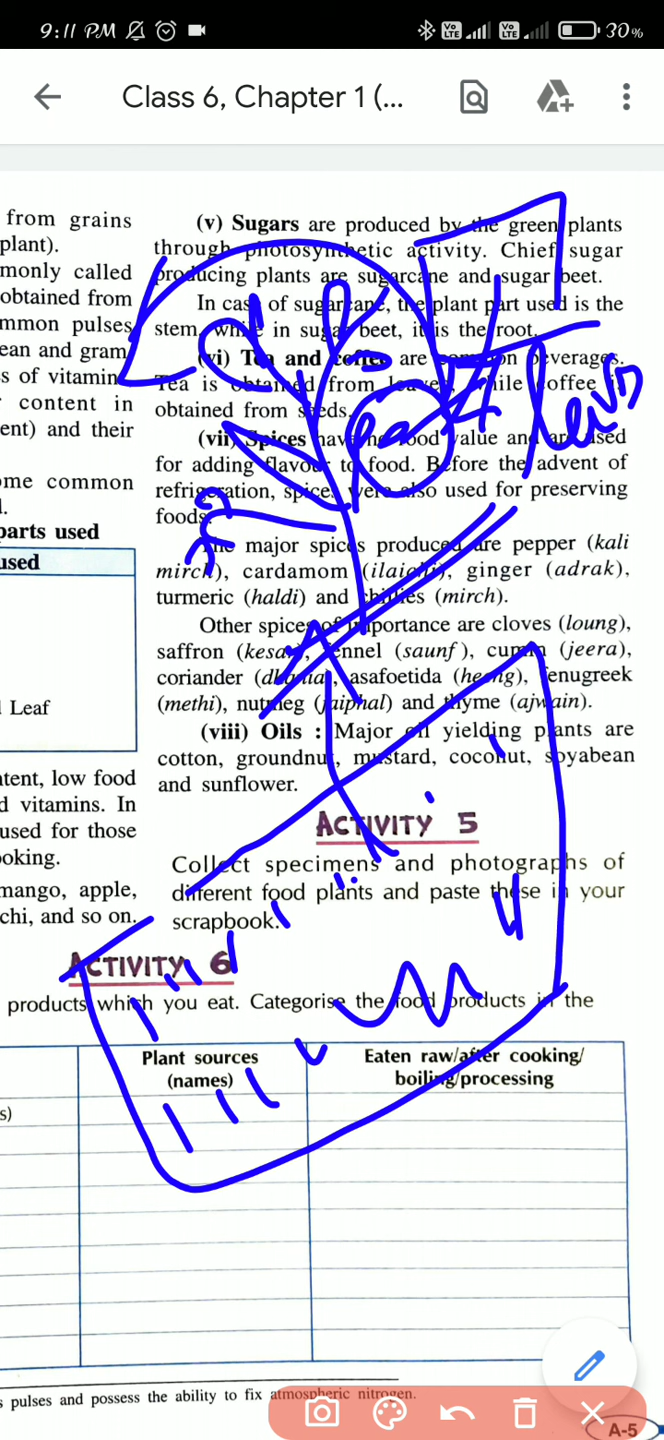 9:11 PM
30%
Class 6, Chapter 1 (...
from grains
plant).
monly called
obtained from
mmon pulses
ean and gram
s of vitamin
content in
ent) and their
ome common
parts used
used
Leaf
tent, low food
d vitamins. In
used for those
oking.
mango, apple,
chi, and so on.
(v) Sugars are produced by the green plants
through photosynthetic activity. Chief sugar
producing plants are sugarcane and sugar beet.
In case of sugarcane, the plant part used is the
stem, while in sugar beet, it is the root.
(vi) Tea and coffee are common beverages.
Tea is obtained from leaves, while coffee is
obtained from seeds.
(vii) Spices have no food value and are used
for adding flavour to food. Before the advent of
refrigeration, spices were also used for preserving
foods.
The major spices produced are pepper (kali
mirch), cardamom (ilaichi), ginger (adrak),
turmeric (haldi) and chillies (mirch).
Other spices of importance are cloves (loung),
saffron (kesar), fennel (saunf), cumin (jeera),
coriander (dhania), asafoetida (heeng), fenugreek
(methi), nutmeg (jaiphal) and thyme (ajwain).
(viii) Oils : Major oil yielding plants are
cotton, groundnut, mustard, coconut, soyabean
and sunflower.
ACTIVITY 5
Collect specimens and photographs of
different food plants and paste these in your
scrapbook.
ACTIVITY 6
products which you eat. Categorise the food products in the
Plant sources
(names)
Eaten raw/after cooking/
boiling/processing
s)
s pulses and possess the ability to fix atmospheric nitrogen.
A-5